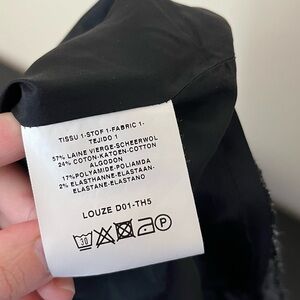 TISSU 1-STOF 1-FABRIC 1-
TEJIDO 1
57% LAINE VIERGE-SCHEERWOL
24% COTON-KATOEN-COTTON
ALGODON
17%POLYAMIDE-POLIAMDA
2% ELASTHANNE-ELASTAAN-
ELASTANE-ELASTANO
LOUZE D01-TH5
30 P